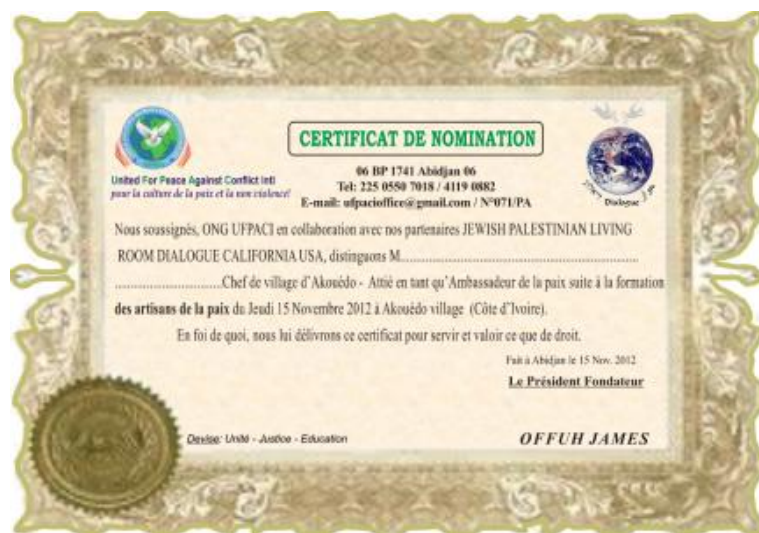 CERTIFICAT DE NOMINATION
United For Peace Against Conflict Intl
pour la culture de la paix et la non violence!
06 BP 1741 Abidjan 06
Tel: 225 0550 7018 / 4119 0882
E-mail: ufpacioffice@gmail.com / N°071/PA
Dialogue
Nous soussignés, ONG UFPACI en collaboration avec nos partenaires JEWISH PALESTINIAN LIVING
ROOM DIALOGUE CALIFORNIA USA, distinguons M..........................................................
..............................Chef de village d'Akouédo - Attié en tant qu'Ambassadeur de la paix suite à la formation
des artisans de la paix du Jeudi 15 Novembre 2012 à Akouédo village (Côte d'Ivoire).
En foi de quoi, nous lui délivrons ce certificat pour servir et valoir ce que de droit.
Fait à Abidjan le 15 Nov. 2012
Le Président Fondateur
Devise: Unité - Justice - Education
OFFUH JAMES